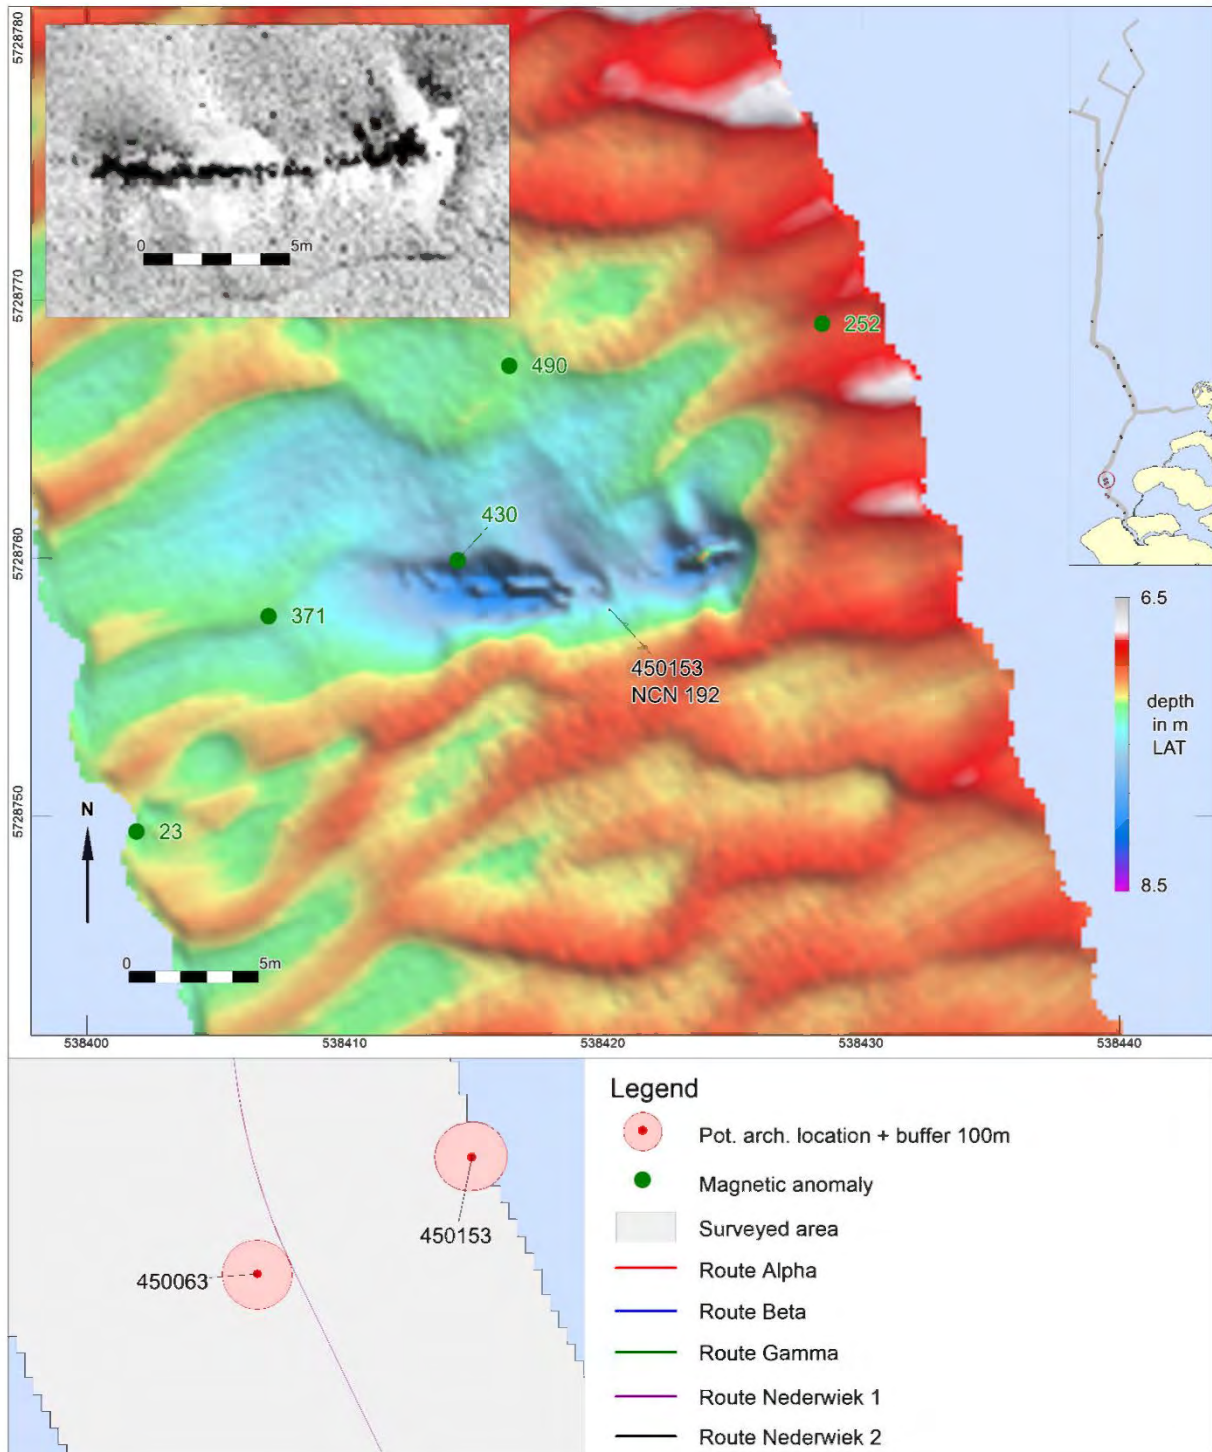 5728780
0
5m
5728770
252
490
430
5728760
371
6.5
450153
NCN 192
depth
in m
LAT
5728750
N
23
8.5
0
5m
538400
538410
538420
538430
538440
Legend
Pot. arch. location + buffer 100m
Magnetic anomaly
Surveyed area
Route Alpha
Route Beta
Route Gamma
Route Nederwiek 1
Route Nederwiek 2
450153
450063